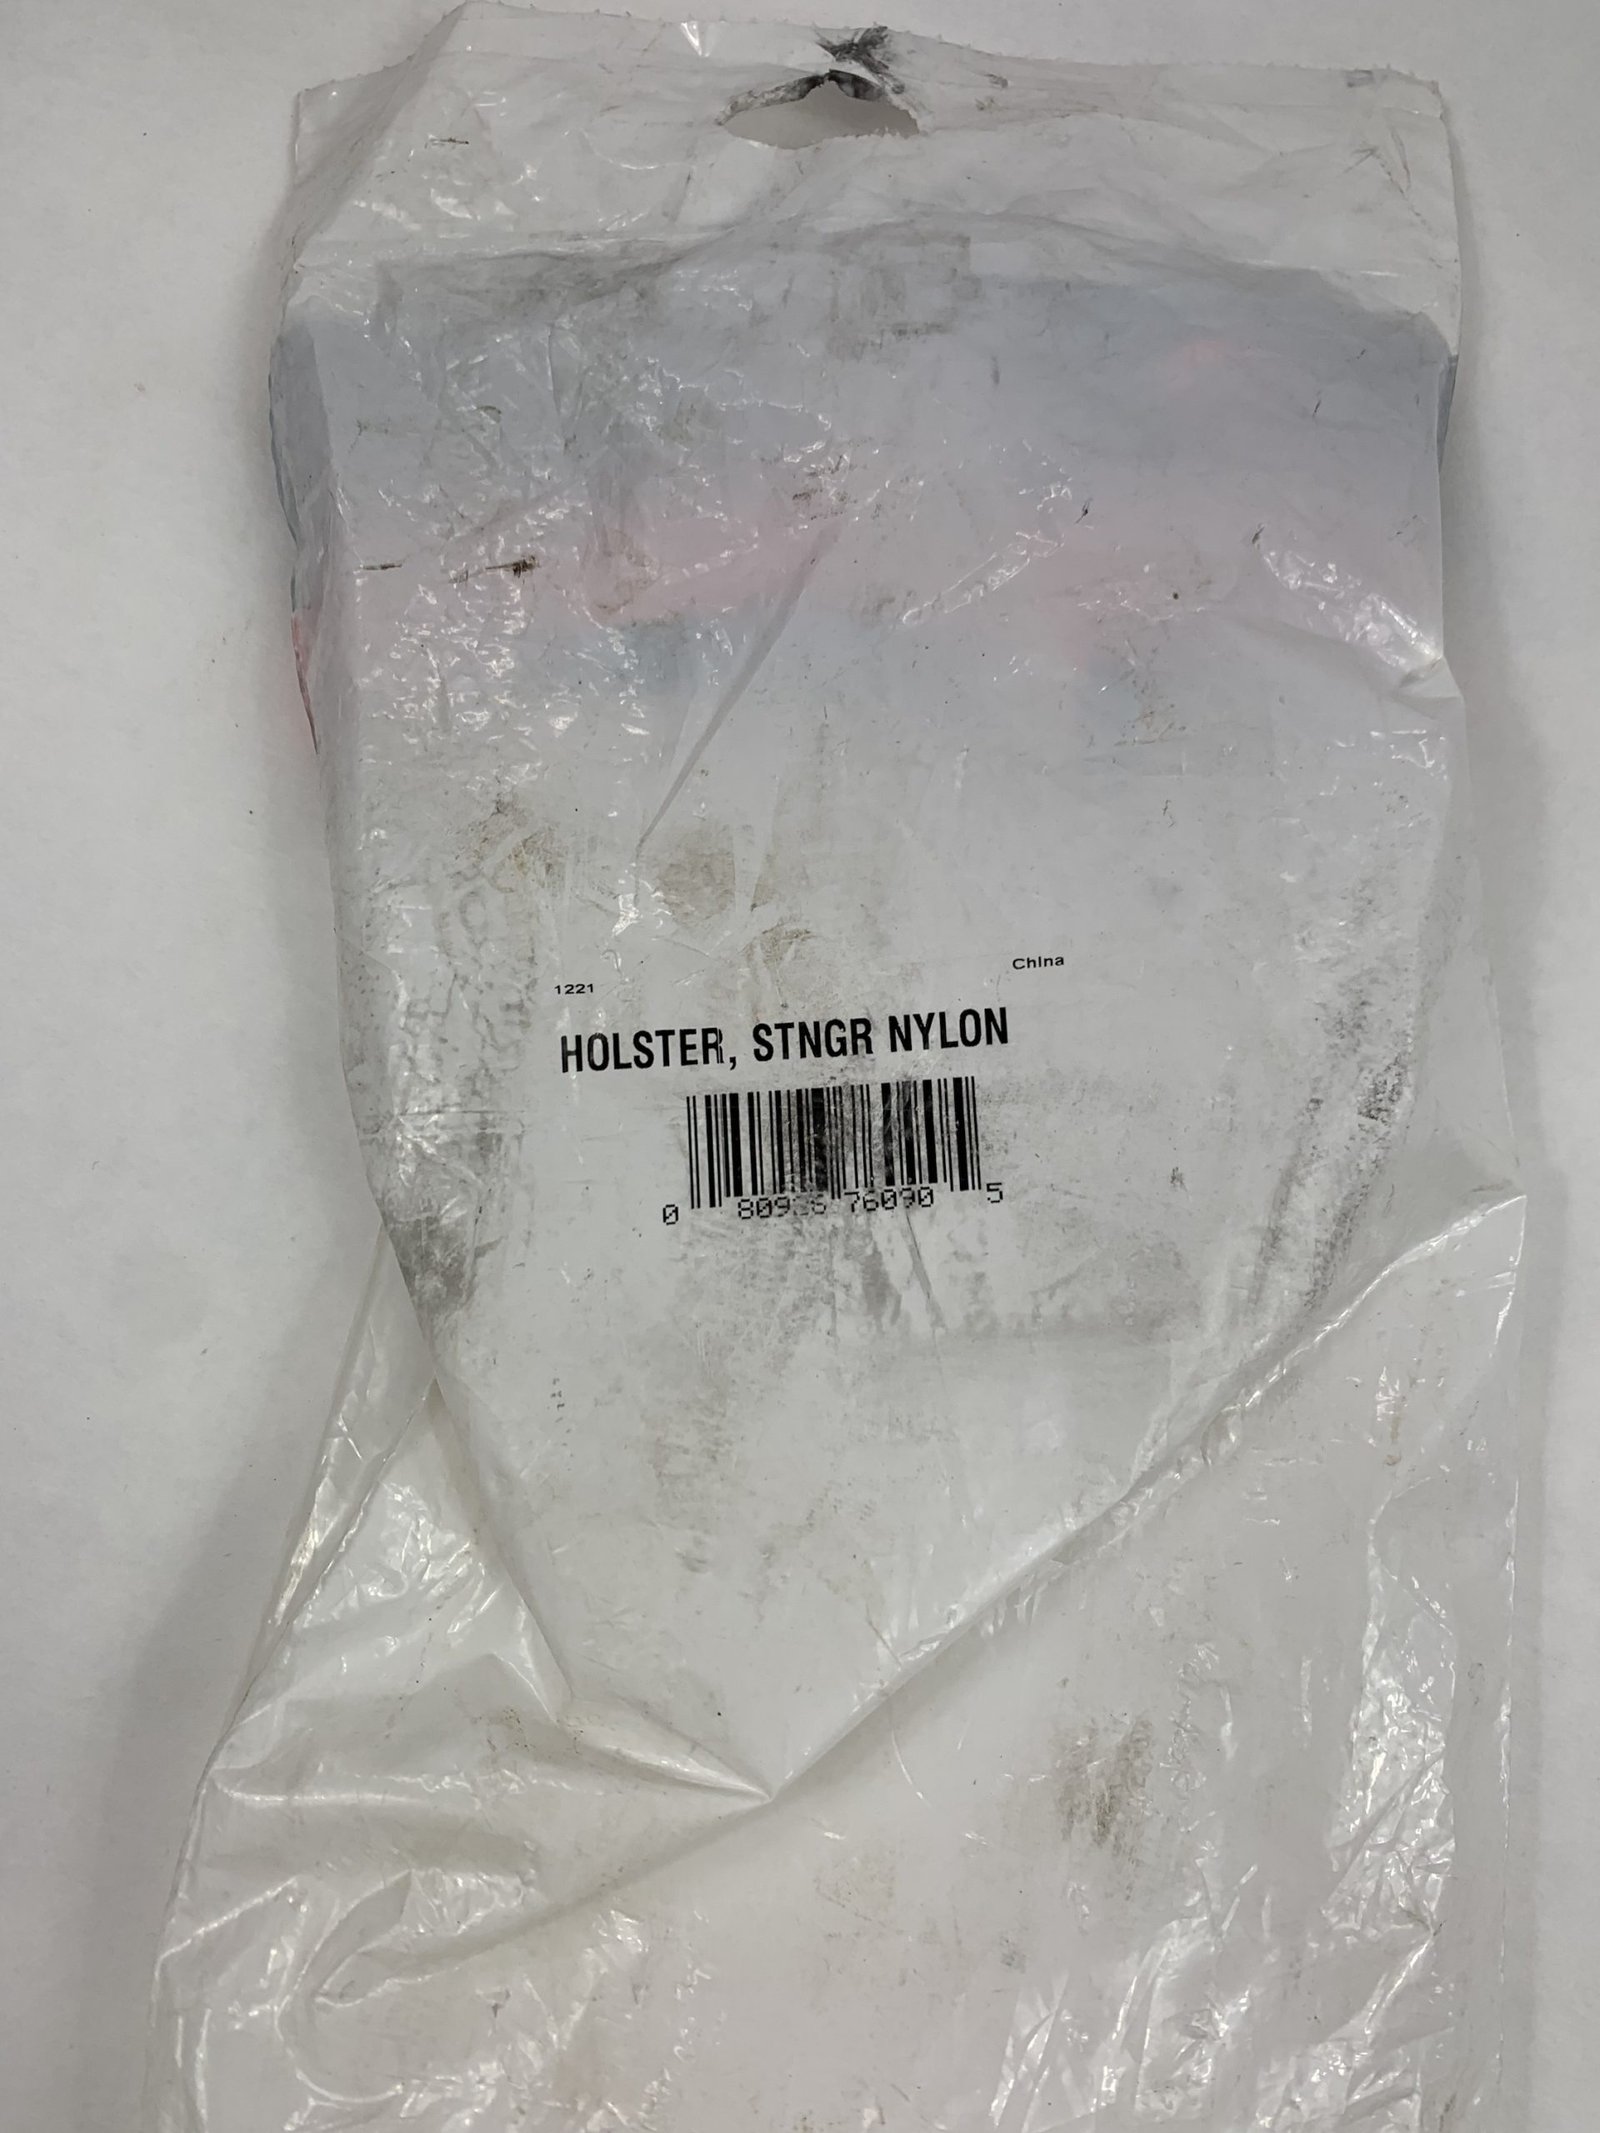 China
1221
HOLSTER, STNGR NYLON
0 76090 5